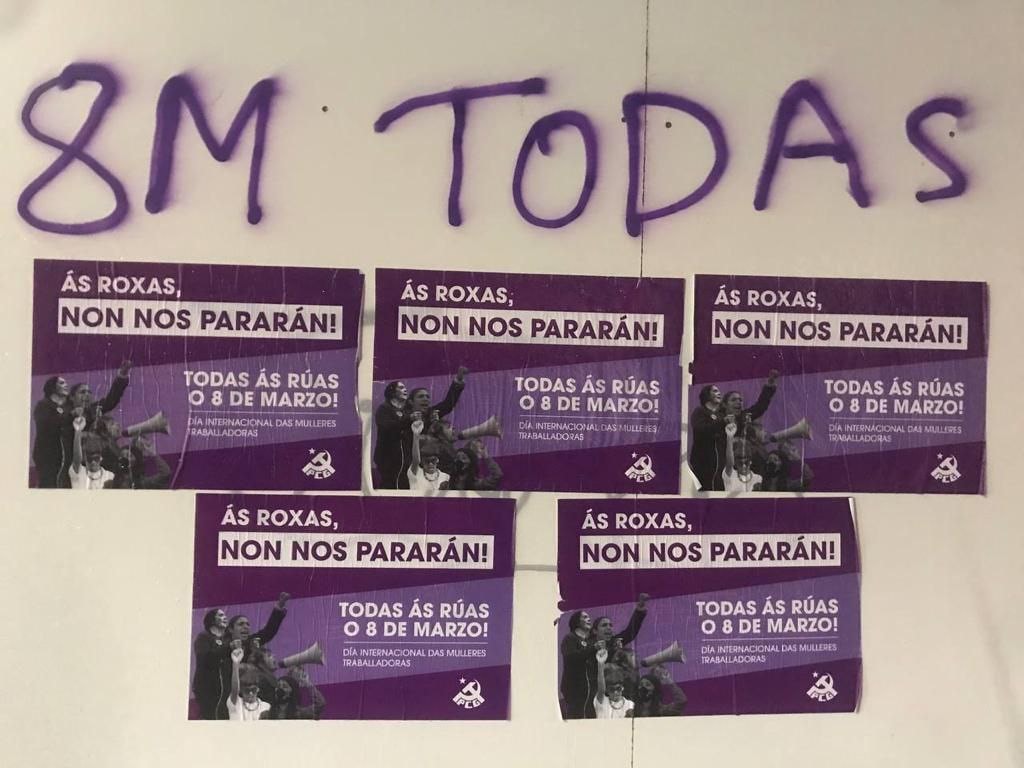 8M TODAS
ÁS ROXAS,
NON NOS PARARÁN!
TODAS ÁS RÚAS
O 8 DE MARZO!
DÍA INTERNACIONAL DAS MULLERES
TRABALLADORAS
PCG
ÁS ROXAS,
NON NOS PARARÁN!
TODAS ÁS RÚAS
O 8 DE MARZO!
DÍA INTERNACIONAL DAS MULLERES
TRABALLADORAS
PCG
ÁS ROXAS,
NON NOS PARARÁN!
TODAS ÁS RÚAS
O 8 DE MARZO!
DÍA INTERNACIONAL DAS MULLERES
TRABALLADORAS
PCG
ÁS ROXAS,
NON NOS PARARÁN!
TODAS ÁS RÚAS
O 8 DE MARZO!
DÍA INTERNACIONAL DAS MULLERES
TRABALLADORAS
PCG
ÁS ROXAS,
NON NOS PARARÁN!
TODAS ÁS RÚAS
O 8 DE MARZO!
DÍA INTERNACIONAL DAS MULLERES
TRABALLADORAS
PCG